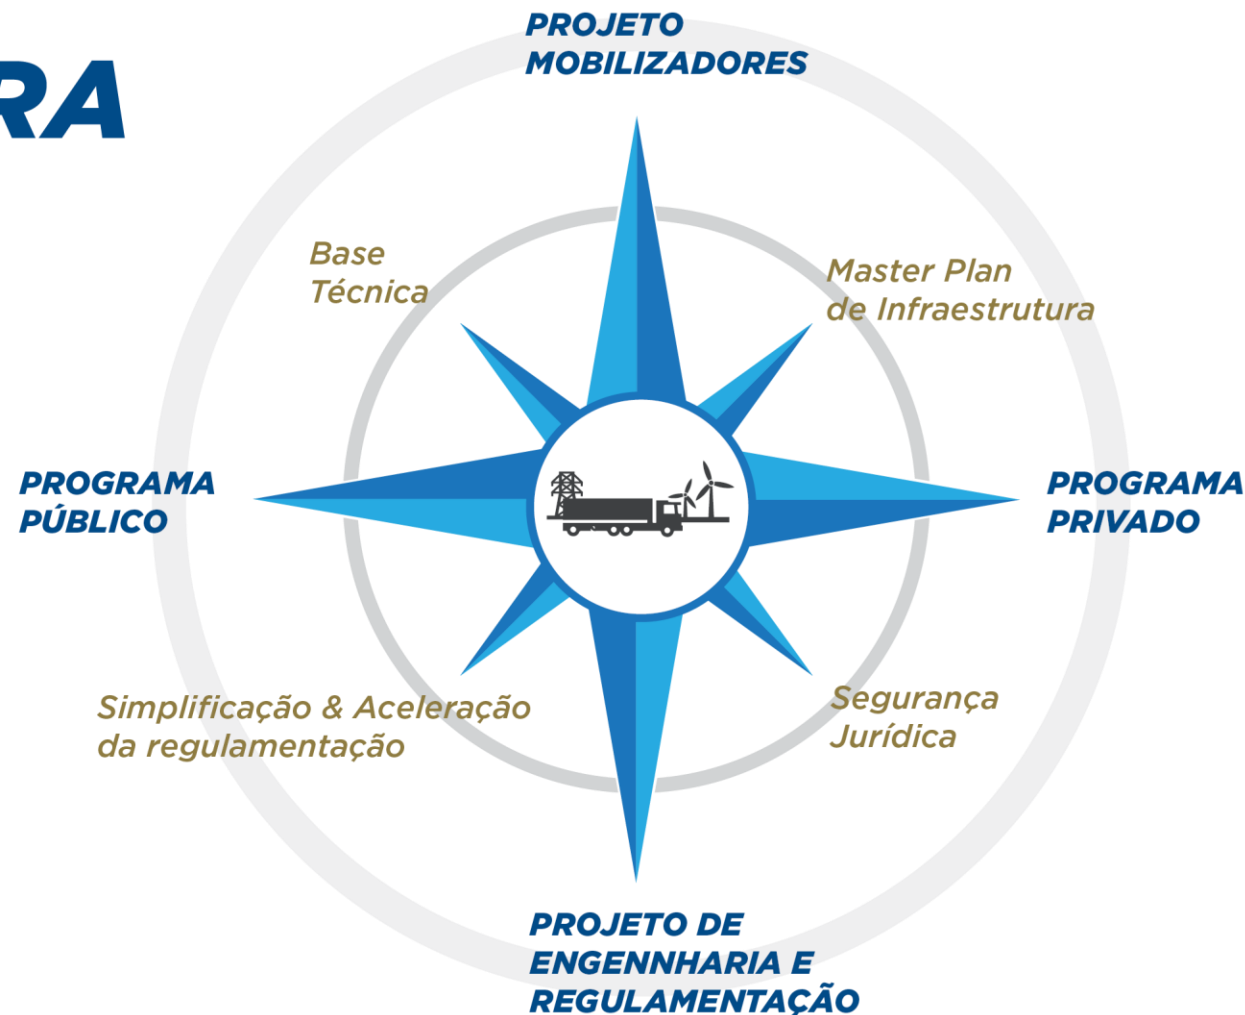 PROJETO
MOBILIZADORES
RA
Base
Técnica
Master Plan
de Infraestrutura
PROGRAMA
PÚBLICO
PROGRAMA
PRIVADO
Simplificação & Aceleração
da regulamentação
Segurança
Jurídica
PROJETO DE
ENGENNHARIA E
REGULAMENTAÇÃO